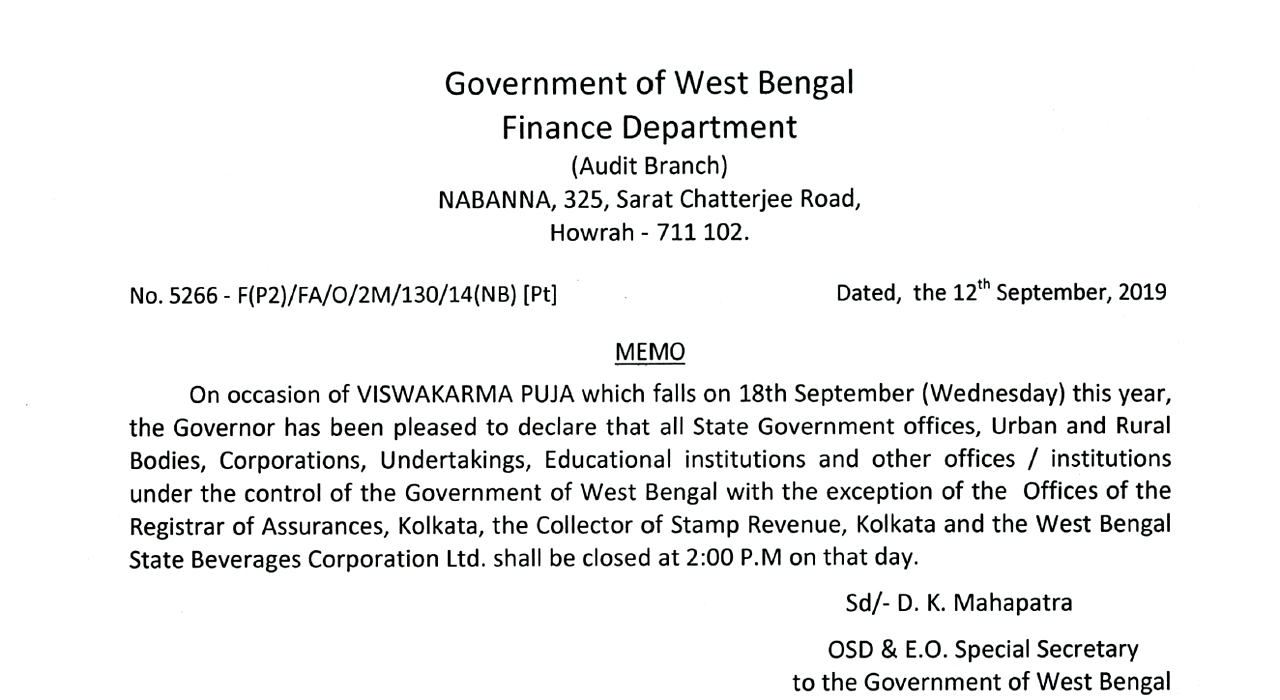 Government of West Bengal
Finance Department
(Audit Branch)
NABANNA, 325, Sarat Chatterjee Road,
Howrah - 711 102.
No. 5266 - F(P2)/FA/O/2M/130/14(NB) [Pt] Dated, the 12th September, 2019
MEMO
On occasion of VISWAKARMA PUJA which falls on 18th September (Wednesday) this year,
the Governor has been pleased to declare that all State Government offices, Urban and Rural
Bodies, Corporations, Undertakings, Educational institutions and other offices / institutions
under the control of the Government of West Bengal with the exception of the Offices of the
Registrar of Assurances, Kolkata, the Collector of Stamp Revenue, Kolkata and the West Bengal
State Beverages Corporation Ltd. shall be closed at 2:00 P.M on that day.
Sd/- D. K. Mahapatra
OSD & E.O. Special Secretary
to the Government of West Bengal